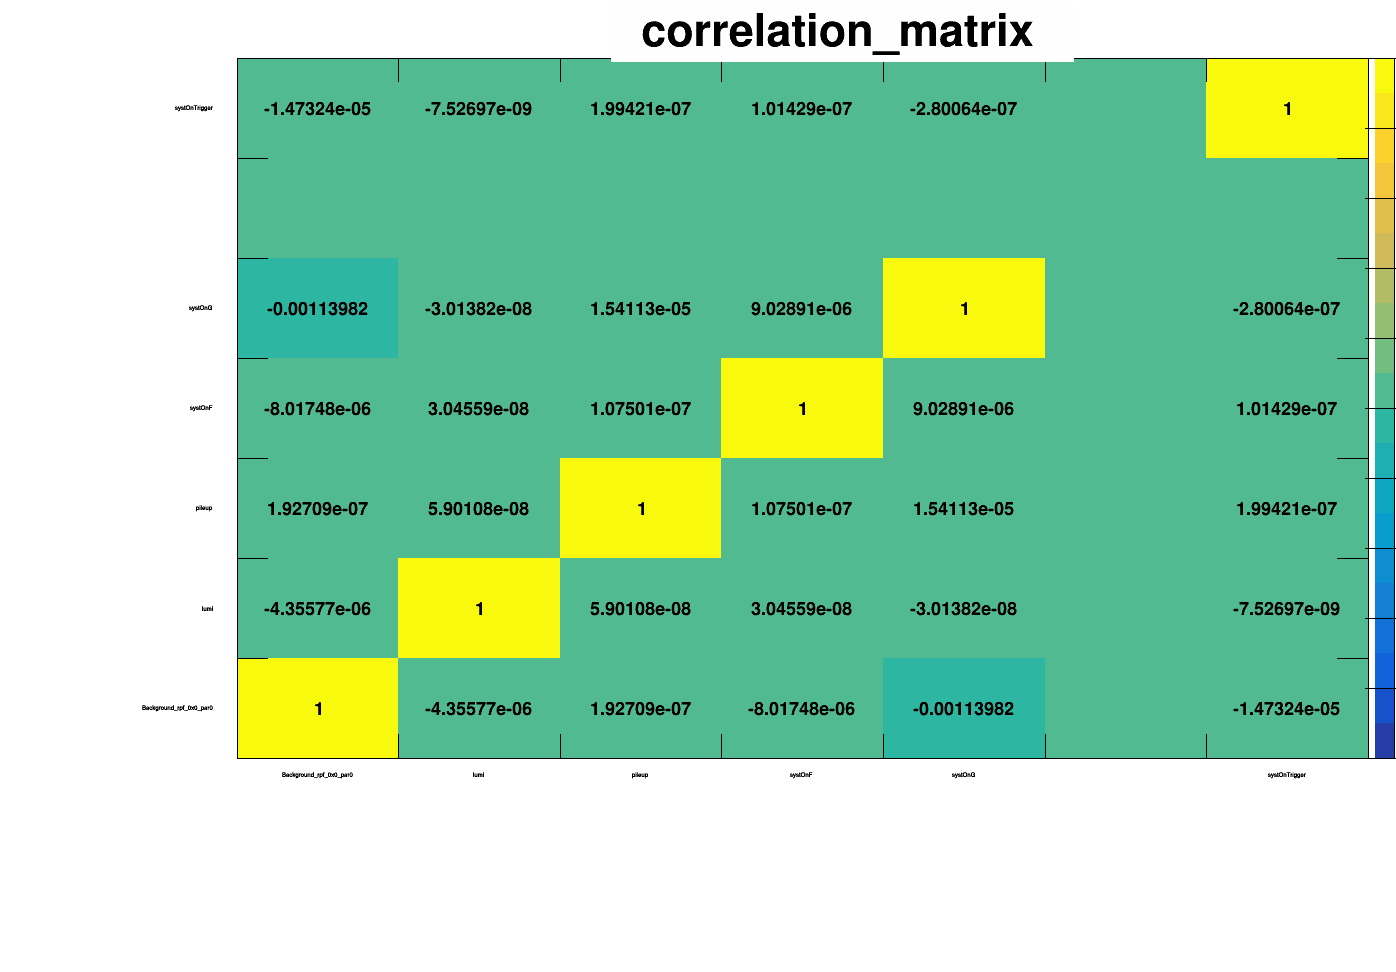 correlation_matrix
systOnTrigger
-1.47324e-05 -7.52697e-09 1.99421e-07 1.01429e-07 -2.80064e-07 1
systOnG
-0.00113982 -3.01382e-08 1.54113e-05 9.02891e-06 1 -2.80064e-07
systOnF
-8.01748e-06 3.04559e-08 1.07501e-07 1 9.02891e-06 1.01429e-07
pileup
1.92709e-07 5.90108e-08 1 1.07501e-07 1.54113e-05 1.99421e-07
lumi
-4.35577e-06 1 5.90108e-08 3.04559e-08 -3.01382e-08 -7.52697e-09
Background_rpf_0x0_par0
1 -4.35577e-06 1.92709e-07 -8.01748e-06 -0.00113982 -1.47324e-05
Background_rpf_0x0_par0 lumi pileup systOnF systOnG systOnTrigger